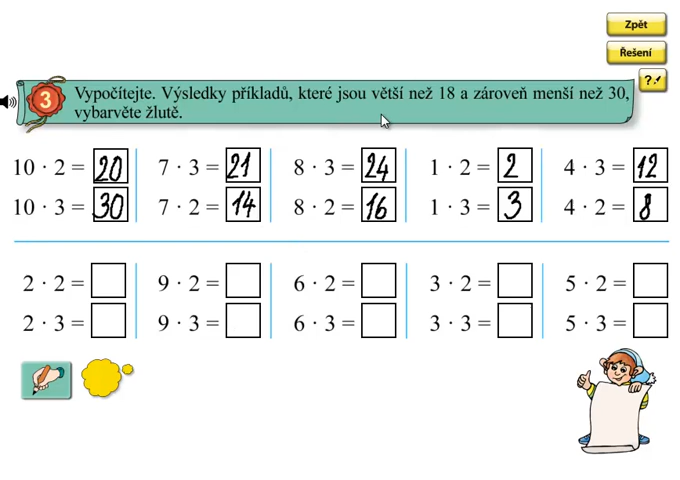 Zpět
Řešení
?
3
Vypočítejte. Výsledky příkladů, které jsou větší než 18 a zároveň menší než 30,
vybarvěte žlutě.
10 · 2 = 20 7 · 3 = 21 8 · 3 = 24 1 · 2 = 2 4 · 3 = 12
10 · 3 = 30 7 · 2 = 14 8 · 2 = 16 1 · 3 = 3 4 · 2 = 8
2 · 2 = 9 · 2 = 6 · 2 = 3 · 2 = 5 · 2 =
2 · 3 = 9 · 3 = 6 · 3 = 3 · 3 = 5 · 3 =